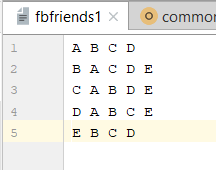 fbfriends1 × common
1 A B C D
2 B A C D E
3 C A B D E
4 D A B C E
5 E B C D